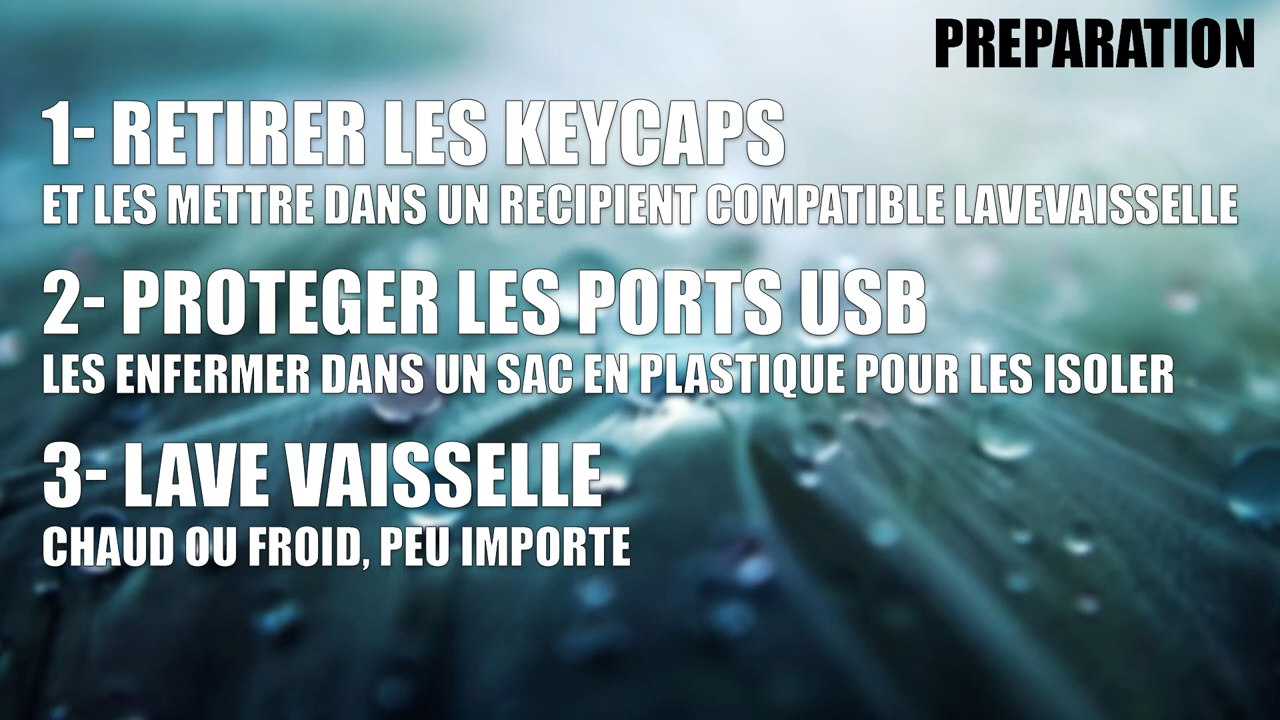 PREPARATION
1- RETIRER LES KEYCAPS
ET LES METTRE DANS UN RECIPIENT COMPATIBLE LAVEVAISSELLE
2- PROTEGER LES PORTS USB
LES ENFERMER DANS UN SAC EN PLASTIQUE POUR LES ISOLER
3- LAVE VAISSELLE
CHAUD OU FROID, PEU IMPORTE